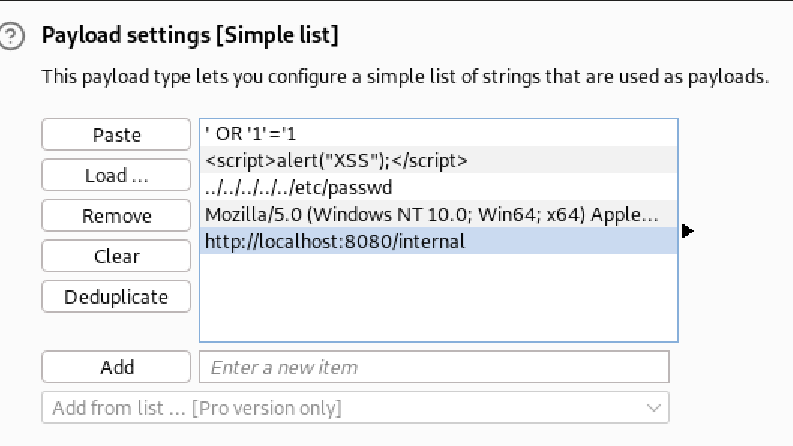 ?
Payload settings [Simple list]
This payload type lets you configure a simple list of strings that are used as payloads.
Paste
Load ...
Remove
Clear
Deduplicate
' OR '1'='1
<script>alert("XSS");</script>
../../../../../etc/passwd
Mozilla/5.0 (Windows NT 10.0; Win64; x64) Apple...
http://localhost:8080/internal
Add
Enter a new item
Add from list ... [Pro version only]